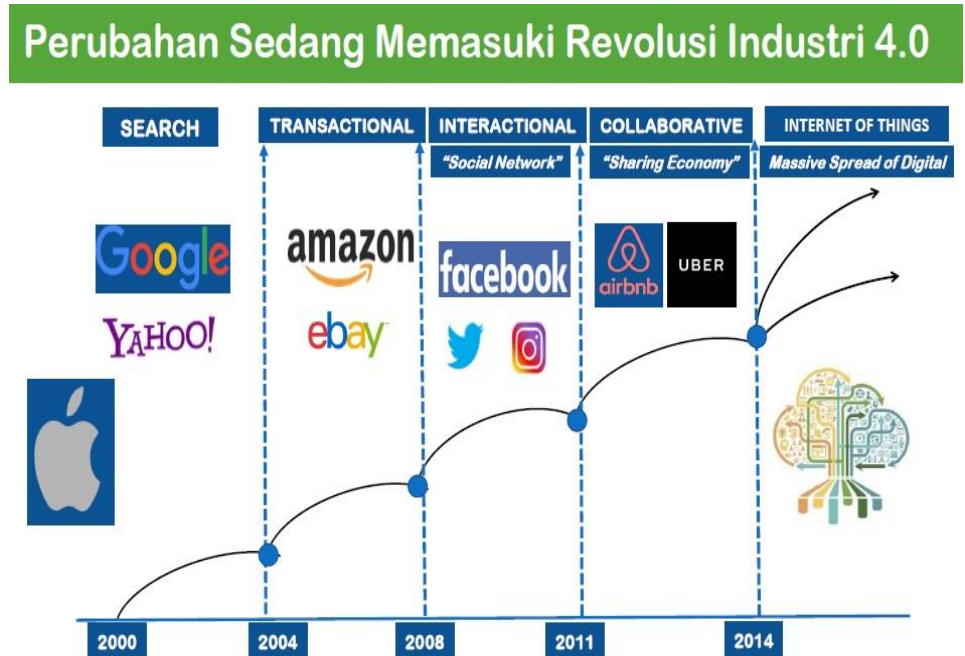 Perubahan Sedang Memasuki Revolusi Industri 4.0
SEARCH
TRANSACTIONAL
INTERACTIONAL
COLLABORATIVE
INTERNET OF THINGS
"Social Network"
"Sharing Economy"
Massive Spread of Digital
Google
YAHOO!
amazon
ebay
facebook
airbnb
UBER
2000
2004
2008
2011
2014